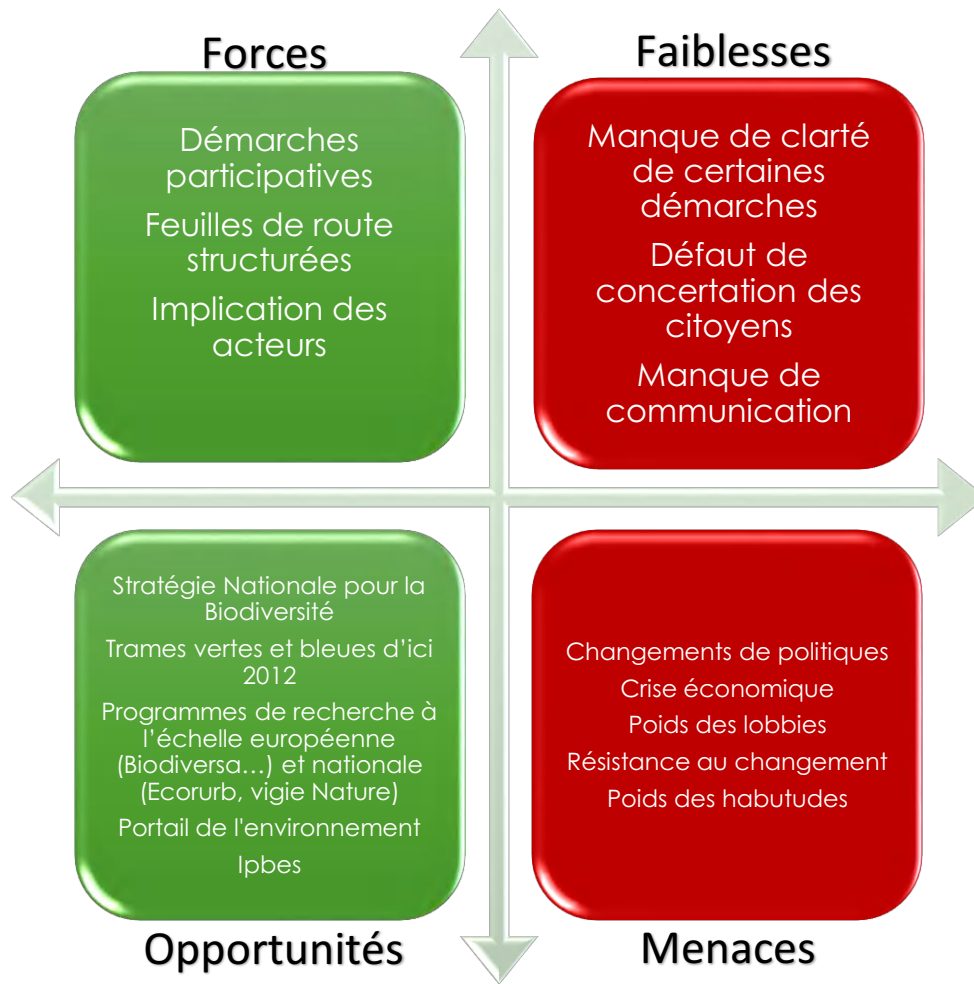 Forces
Démarches
participatives
Feuilles de route
structurées
Implication des
acteurs
Faiblesses
Manque de clarté
de certaines
démarches
Défaut de
concertation des
citoyens
Manque de
communication
Stratégie Nationale pour la
Biodiversité
Trames vertes et bleues d’ici
2012
Programmes de recherche à
l’échelle européenne
(Biodiversa…) et nationale
(Ecorurb, vigie Nature)
Portail de l'environnement
Ipbes
Opportunités
Changements de politiques
Crise économique
Poids des lobbies
Résistance au changement
Poids des habutudes
Menaces